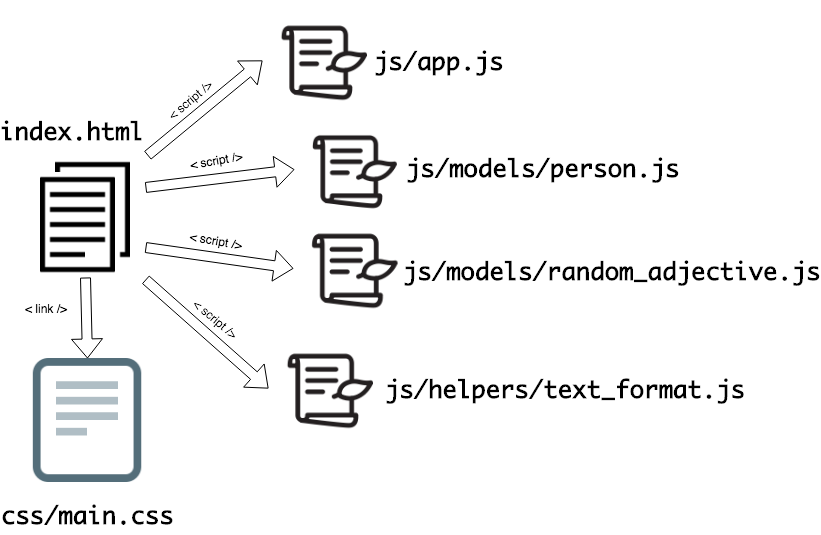 js/app.js
< script />
index.html
< script />
js/models/person.js
< script />
js/models/random_adjective.js
< link />
< script />
js/helpers/text_format.js
css/main.css